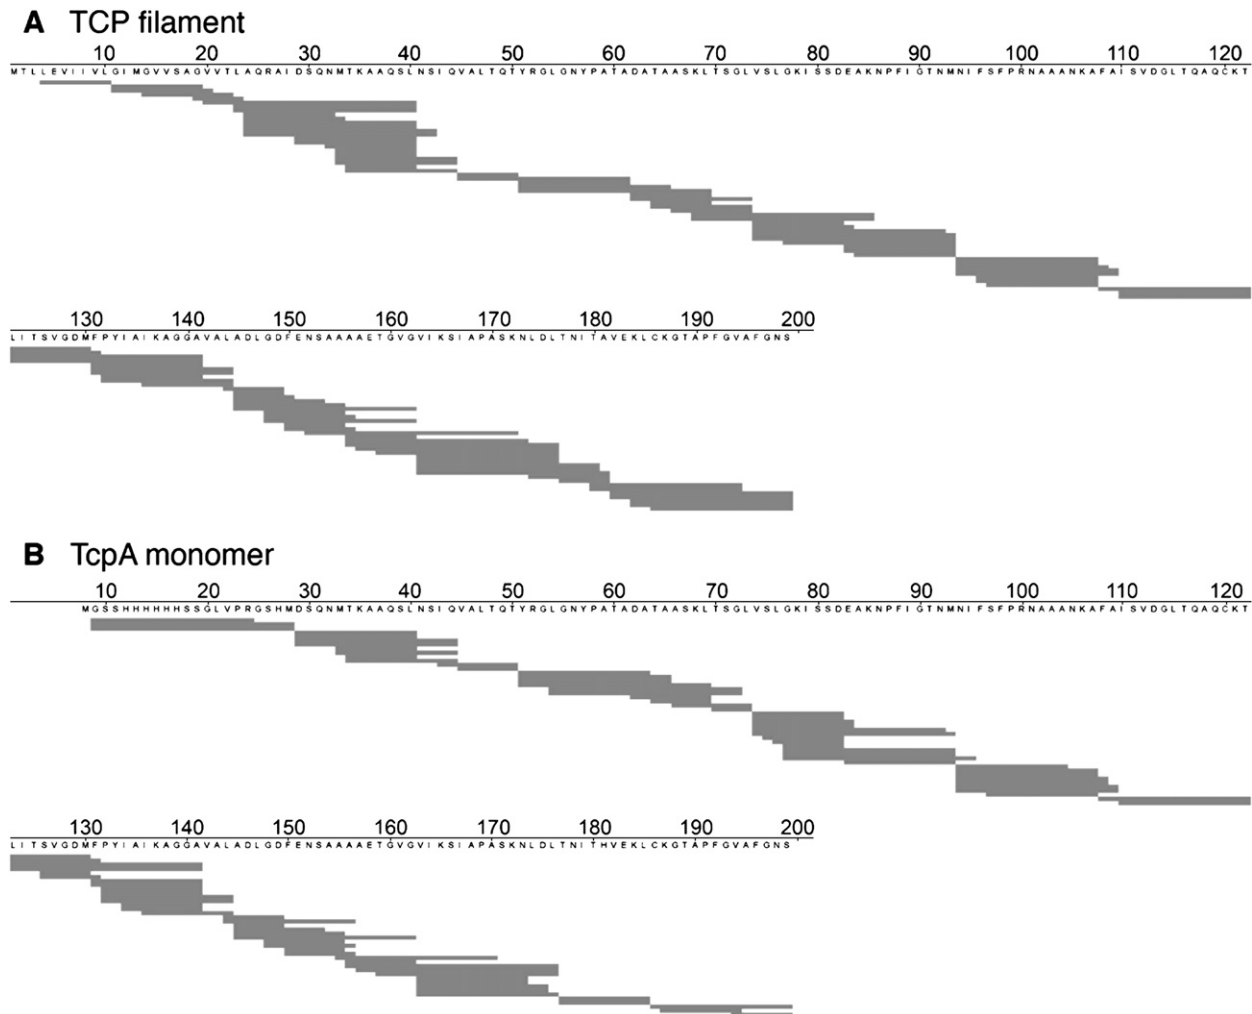 A TCP filament
10 20 30 40 50 60 70 80 90 100 110 120
MTLLEVIIVLGIMGVVSAGVVTLAQRAIDSQNMTKAAQSLNSIQVALTQTYRGLGNYPATADATAASKLTSGLVSLGKISSDEAKNPFIGTNMNIFSFPRNAAANKAFAISVDGLTQAQCKT
130 140 150 160 170 180 190 200
LITSVGDMFPYIAIKAGGAVALADLGDFENSAAAAETGVGVIKSIAPASKNLDLTNITAVEKLCKGTAPFGVAFGNS
B TcpA monomer
10 20 30 40 50 60 70 80 90 100 110 120
MGSSHHHHHHSSGLVPRGSHMDSQNMTKAAQSLNSIQVALTQTYRGLGNYPATADATAASKLTSGLVSLGKISSDEAKNPFIGTNMNIFSFPRNAAANKAFAISVDGLTQAQCKT
130 140 150 160 170 180 190 200
LITSVGDMFPYIAIKAGGAVALADLGDFENSAAAAETGVGVIKSIAPASKNLDLTNITHVEKLCKGTAPFGVAFGNS